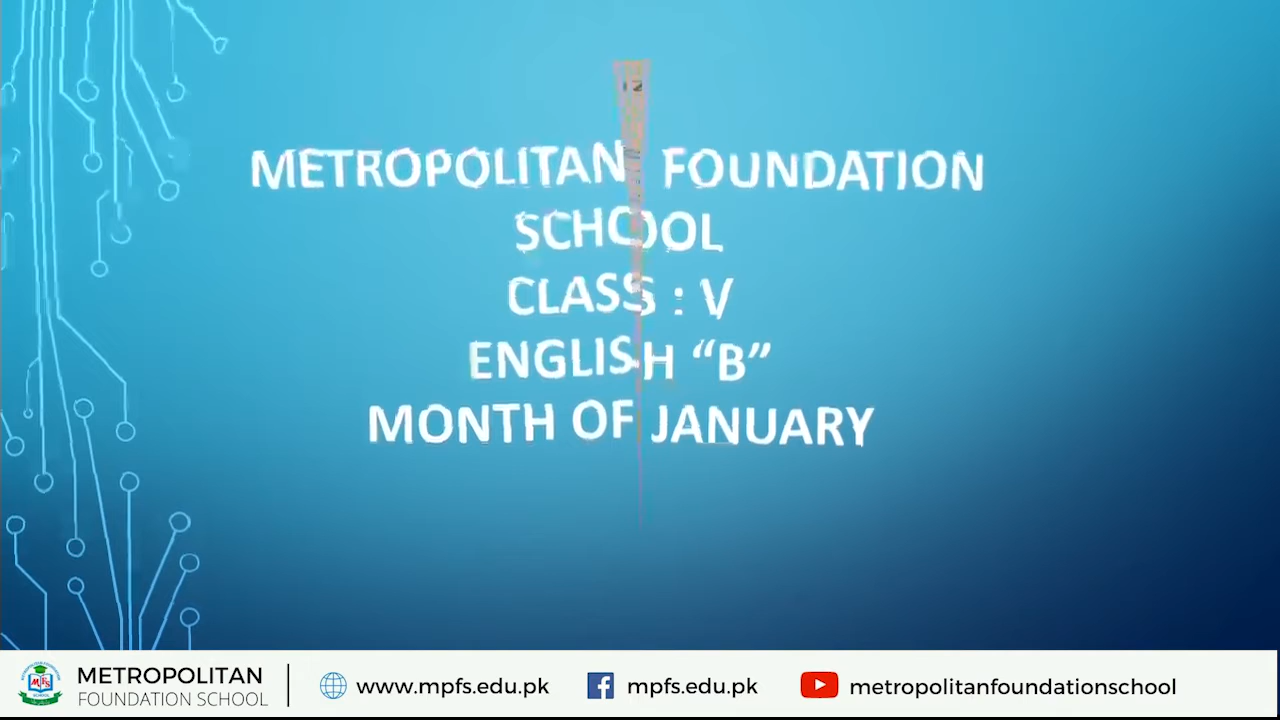 METROPOLITAN FOUNDATION
SCHOOL
CLASS : V
ENGLISH “B”
MONTH OF JANUARY
METROPOLITAN
FOUNDATION SCHOOL
www.mpfs.edu.pk
mpfs.edu.pk
metropolitanfoundationschool